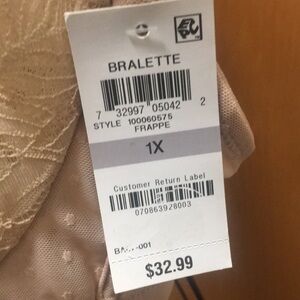 BRALETTE
7 32997 05042 2
STYLE 100060575
FRAPPE
1X
Customer Return Label
070863928003
$32.99